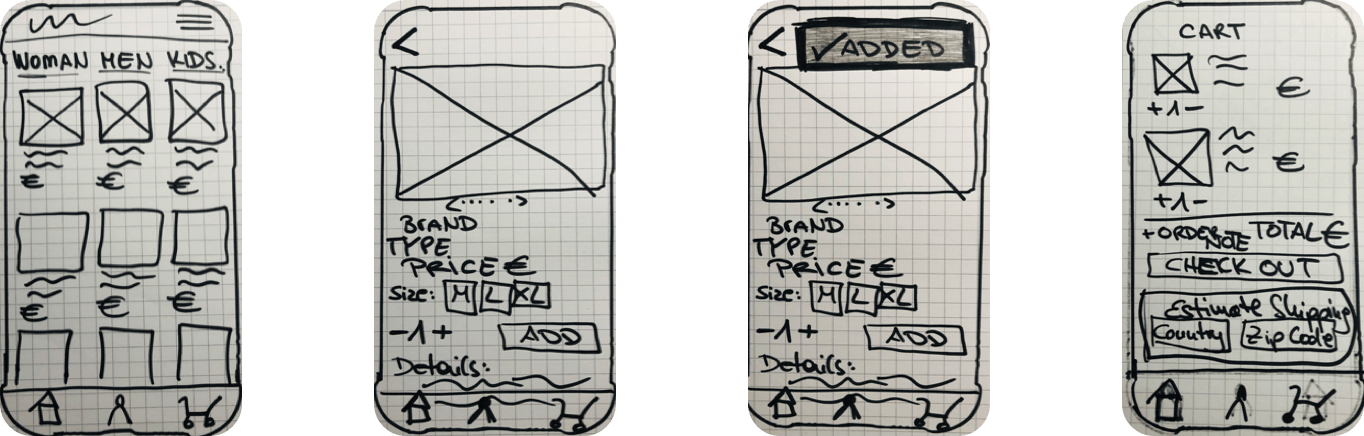 WOMAN MEN KIDS.
€ € €
€ € €
<
BRAND
TYPE
PRICE €
Size: M L XL
-1+ ADD
Details:
< ✓ADDED
BRAND
TYPE
PRICE €
Size: M L XL
-1+ ADD
Details:
CART
€
+1-
€
+1-
+ORDER NOTE TOTAL €
CHECK OUT
Estimate Shipping
Country Zip Code